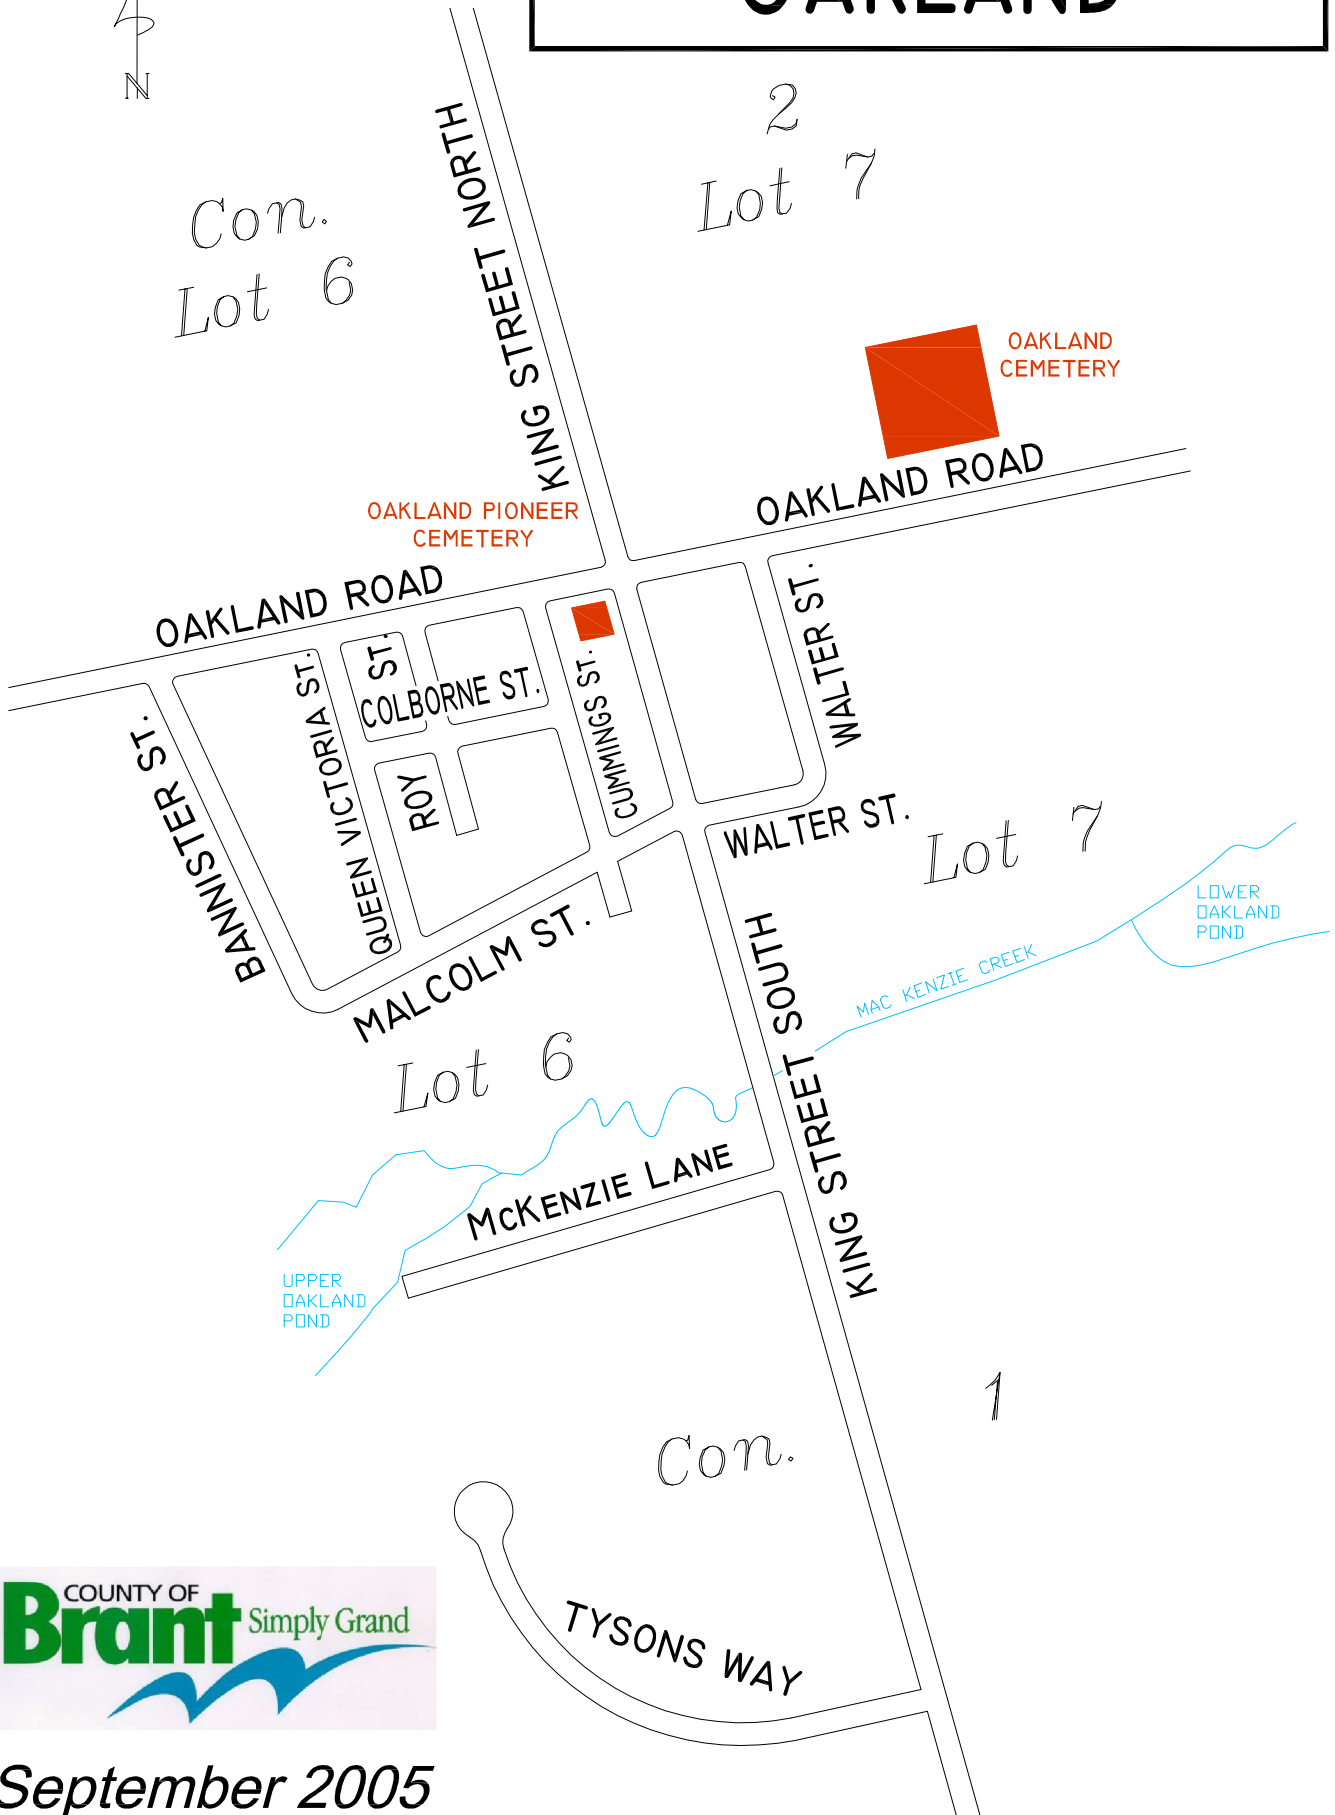 OAKLAND
N
2
Lot 7
Con.
Lot 6
KING STREET NORTH
OAKLAND
CEMETERY
OAKLAND ROAD
OAKLAND PIONEER
CEMETERY
OAKLAND ROAD
WALTER ST.
ST.
COLBORNE ST.
QUEEN VICTORIA ST.
CUMMINGS ST.
BANNISTER ST.
ROY
WALTER ST.
Lot 7
LOWER
OAKLAND
POND
MALCOLM ST.
MAC KENZIE CREEK
KING STREET SOUTH
Lot 6
McKENZIE LANE
UPPER
OAKLAND
POND
1
Con.
TYSONS WAY
COUNTY OF
Brant Simply Grand
September 2005